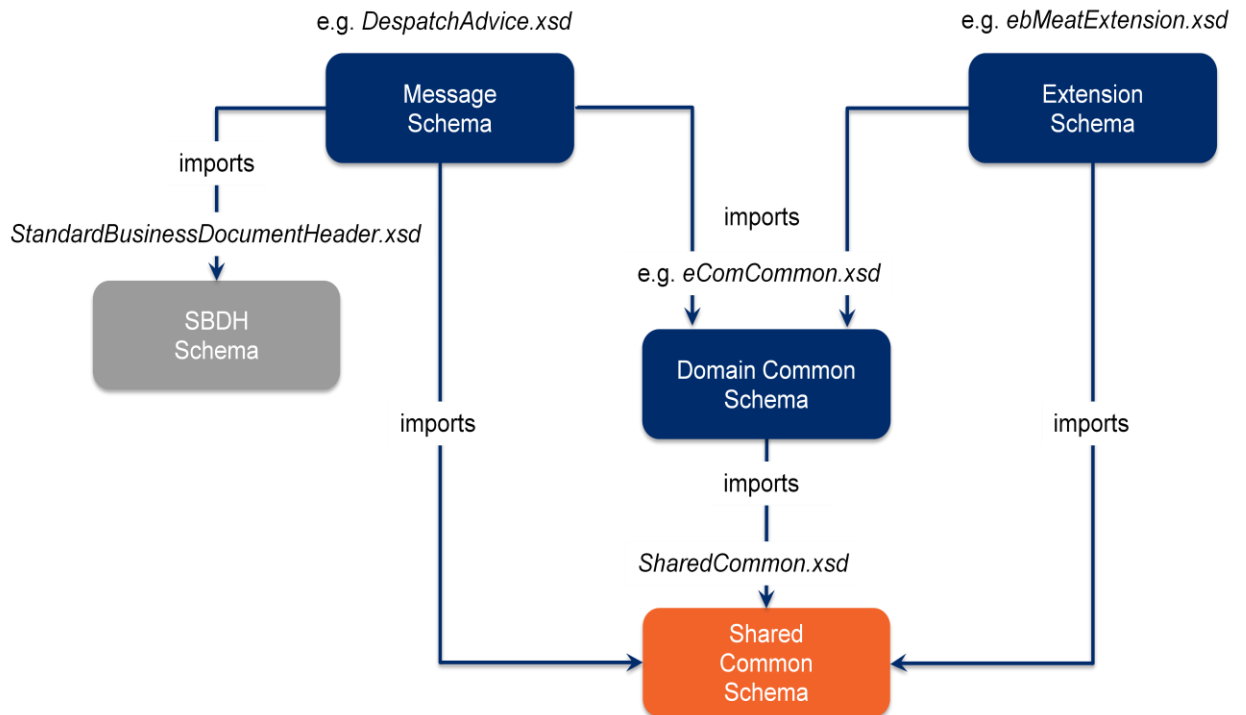 e.g. DespatchAdvice.xsd
e.g. ebMeatExtension.xsd
Message
Schema
Extension
Schema
imports
imports
StandardBusinessDocumentHeader.xsd
e.g. eComCommon.xsd
SBDH
Schema
Domain Common
Schema
imports
imports
imports
SharedCommon.xsd
Shared
Common
Schema